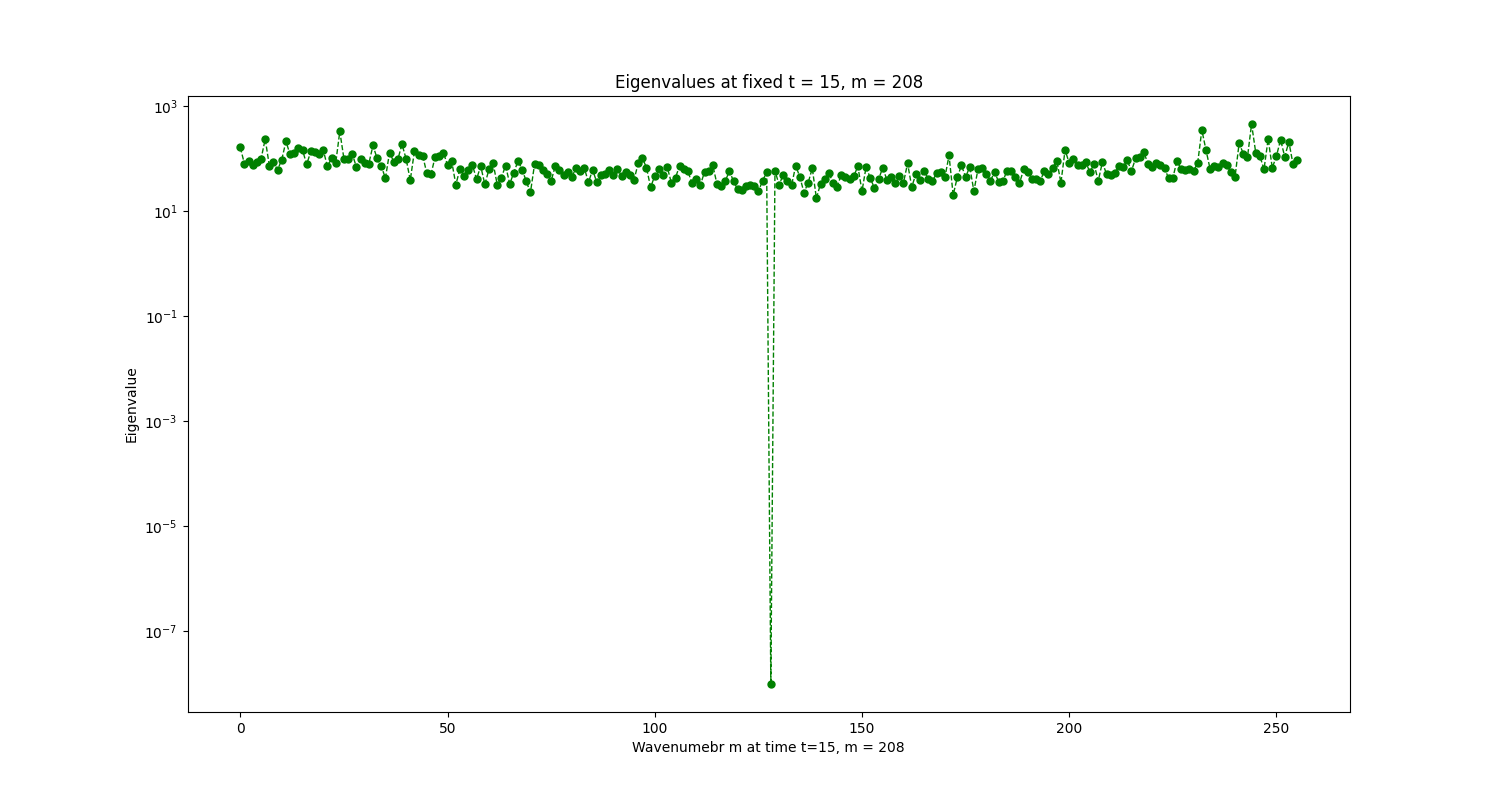 Eigenvalues at fixed t = 15, m = 208
10³
10¹
10⁻¹
10⁻³
10⁻⁵
10⁻⁷
Eigenvalue
0 50 100 150 200 250
Wavenumebr m at time t=15, m = 208